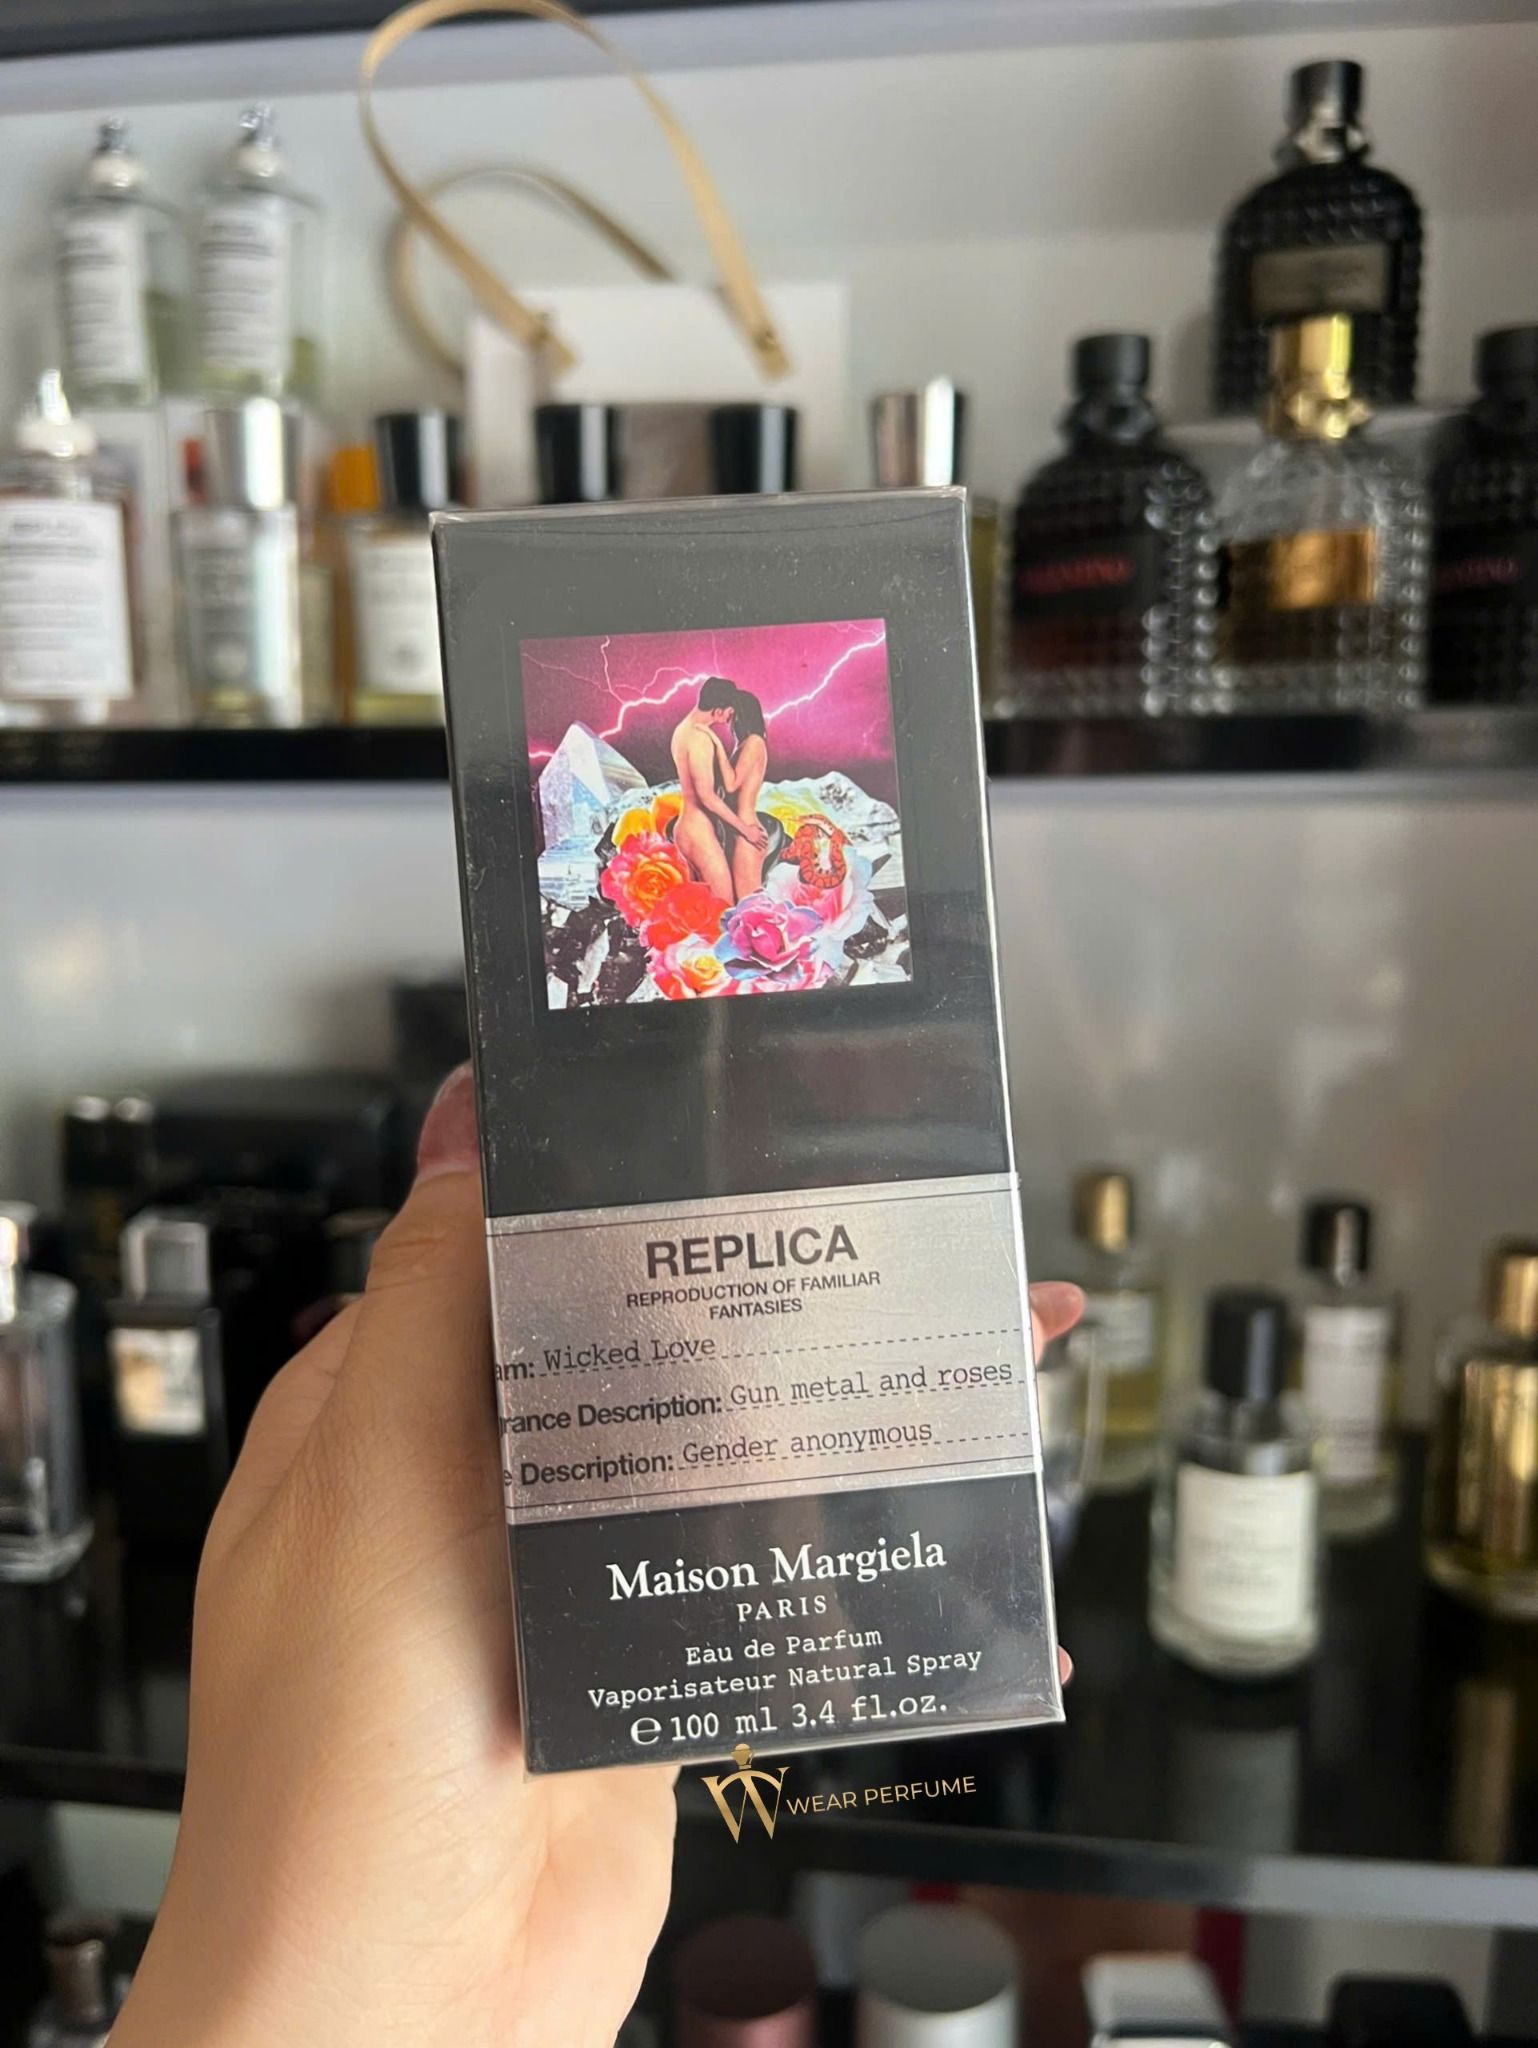 REPLICA
REPRODUCTION OF FAMILIAR
FANTASIES
am: Wicked Love
rance Description: Gun metal and roses
e Description: Gender anonymous
Maison Margiela
PARIS
Eau de Parfum
Vaporisateur Natural Spray
℮ 100 ml 3.4 fl.oz.
WEAR PERFUME